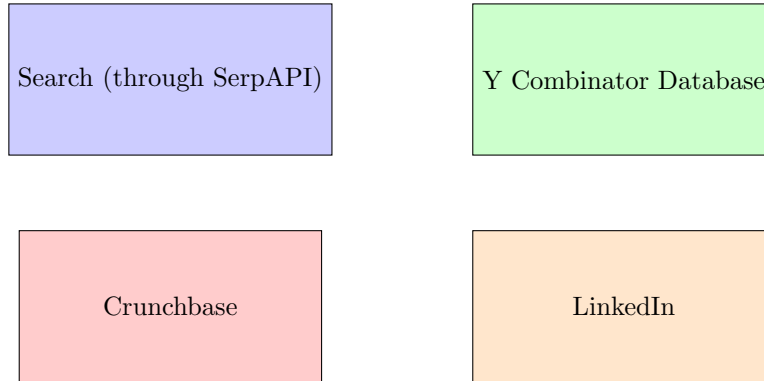 Search (through SerpAPI)
Y Combinator Database
Crunchbase
LinkedIn